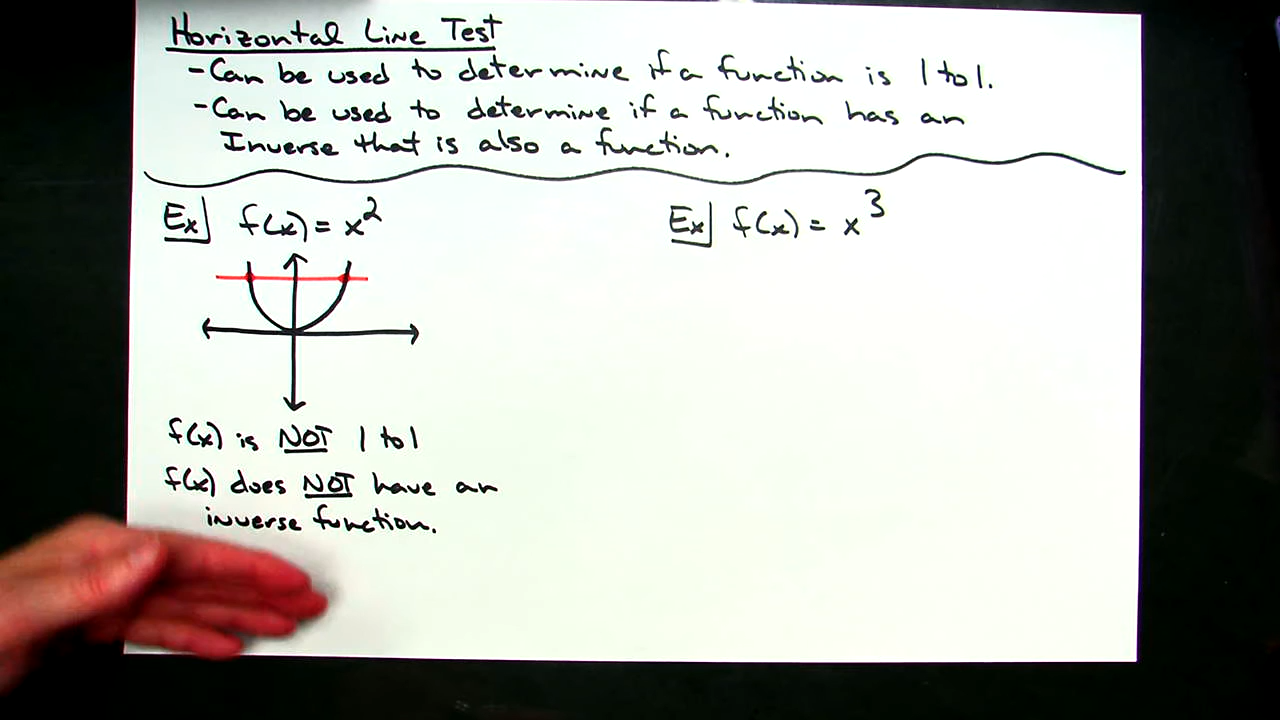 Horizontal Line Test
- Can be used to determine if a function is 1 to 1.
- Can be used to determine if a function has an
Inverse that is also a function.
Ex] f(x) = x²
Ex] f(x) = x³
f(x) is NOT 1 to 1
f(x) does NOT have an
inverse function.